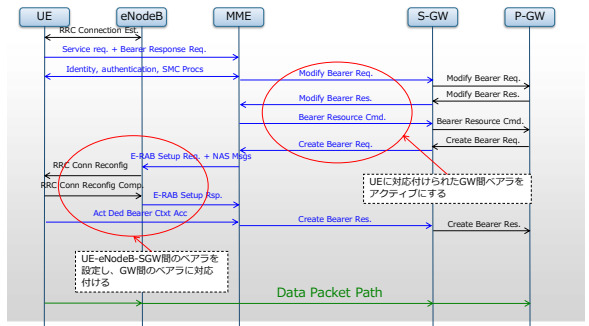 UE eNodeB MME S-GW P-GW
RRC Connection Est.
Service req. + Bearer Response Req.
Identity, authentication, SMC Procs
Modify Bearer Req.
Modify Bearer Req.
Modify Bearer Res.
Modify Bearer Res.
Bearer Resource Cmd.
Bearer Resource Cmd.
Create Bearer Req.
Create Bearer Req.
E-RAB Setup Req. + NAS Msgs
RRC Conn Reconfig
UEに対応付けられたGW間ベアラを
アクティブにする
RRC Conn Reconfig Comp.
E-RAB Setup Rsp.
Act Ded Bearer Ctxt Acc
Create Bearer Res.
Create Bearer Res.
UE-eNodeB-SGW間のベアラを
設定し、GW間のベアラに対応
付ける
Data Packet Path